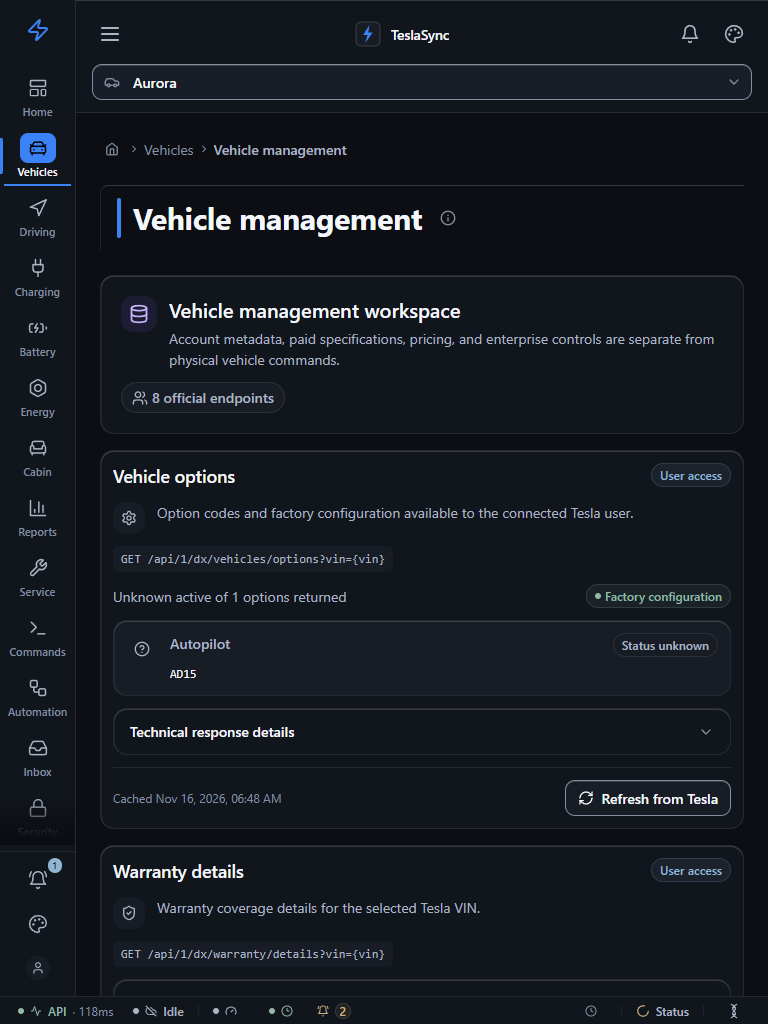 TeslaSync
Aurora
Home
Vehicles
Driving
Charging
Battery
Energy
Cabin
Reports
Service
Commands
Automation
Inbox
Security
1
Vehicles
Vehicle management
Vehicle management
Vehicle management workspace
Account metadata, paid specifications, pricing, and enterprise controls are separate from
physical vehicle commands.
8 official endpoints
Vehicle options
User access
Option codes and factory configuration available to the connected Tesla user.
GET /api/1/dx/vehicles/options?vin={vin}
Unknown active of 1 options returned
Factory configuration
Autopilot
Status unknown
AD15
Technical response details
Cached Nov 16, 2026, 06:48 AM
Refresh from Tesla
Warranty details
User access
Warranty coverage details for the selected Tesla VIN.
GET /api/1/dx/warranty/details?vin={vin}
API · 118ms
Idle
2
Status